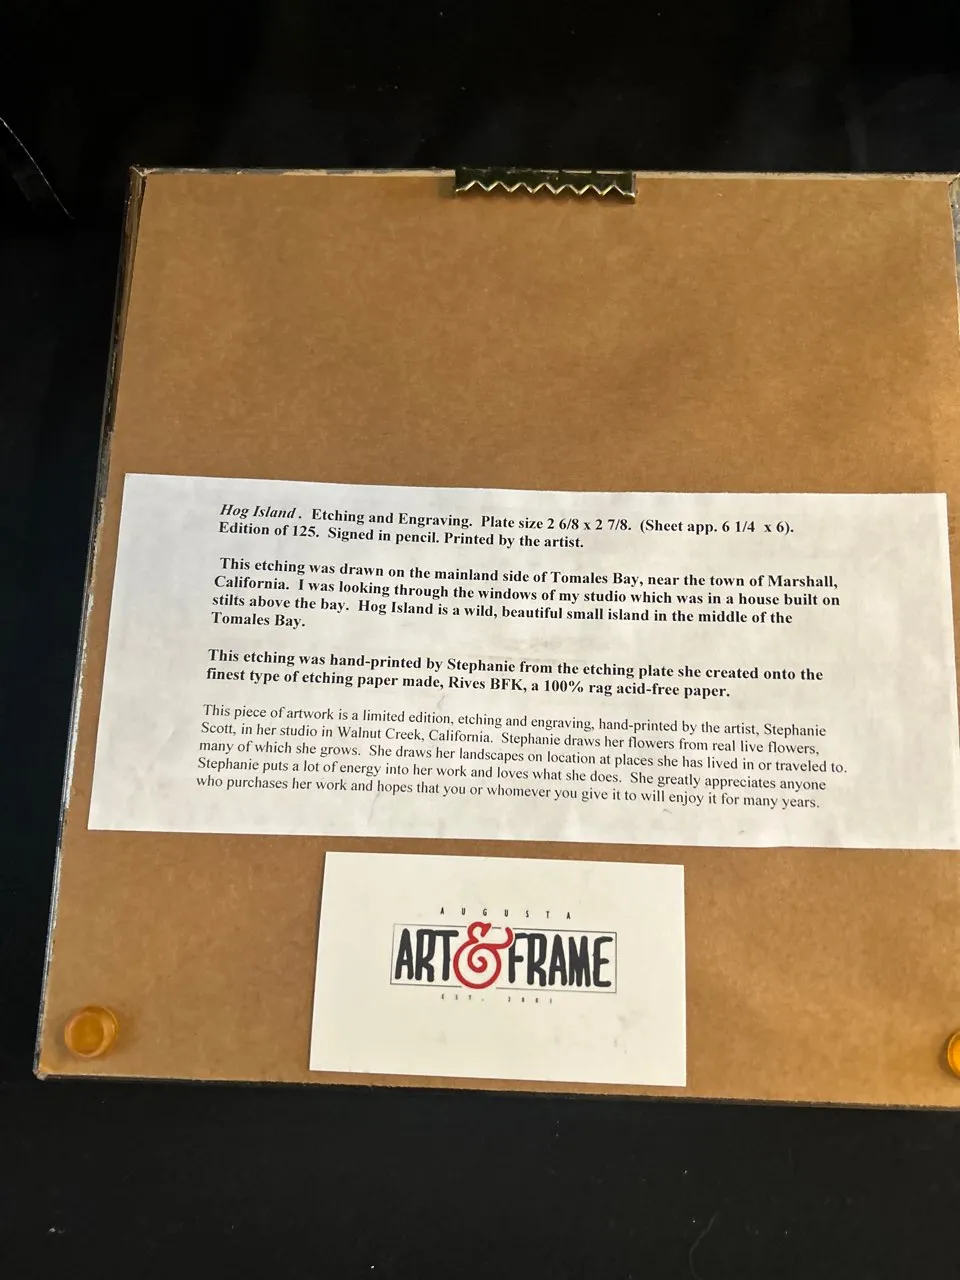 Hog Island. Etching and Engraving. Plate size 2 6/8 x 2 7/8. (Sheet app. 6 1/4 x 6).
Edition of 125. Signed in pencil. Printed by the artist.
This etching was drawn on the mainland side of Tomales Bay, near the town of Marshall,
California. I was looking through the windows of my studio which was in a house built on
stilts above the bay. Hog Island is a wild, beautiful small island in the middle of the
Tomales Bay.
This etching was hand-printed by Stephanie from the etching plate she created onto the
finest type of etching paper made, Rives BFK, a 100% rag acid-free paper.
This piece of artwork is a limited edition, etching and engraving, hand-printed by the artist, Stephanie
Scott, in her studio in Walnut Creek, California. Stephanie draws her flowers from real live flowers,
many of which she grows. She draws her landscapes on location at places she has lived in or traveled to.
Stephanie puts a lot of energy into her work and loves what she does. She greatly appreciates anyone
who purchases her work and hopes that you or whomever you give it to will enjoy it for many years.
AUGUSTA
ART & FRAME
EST. 2001